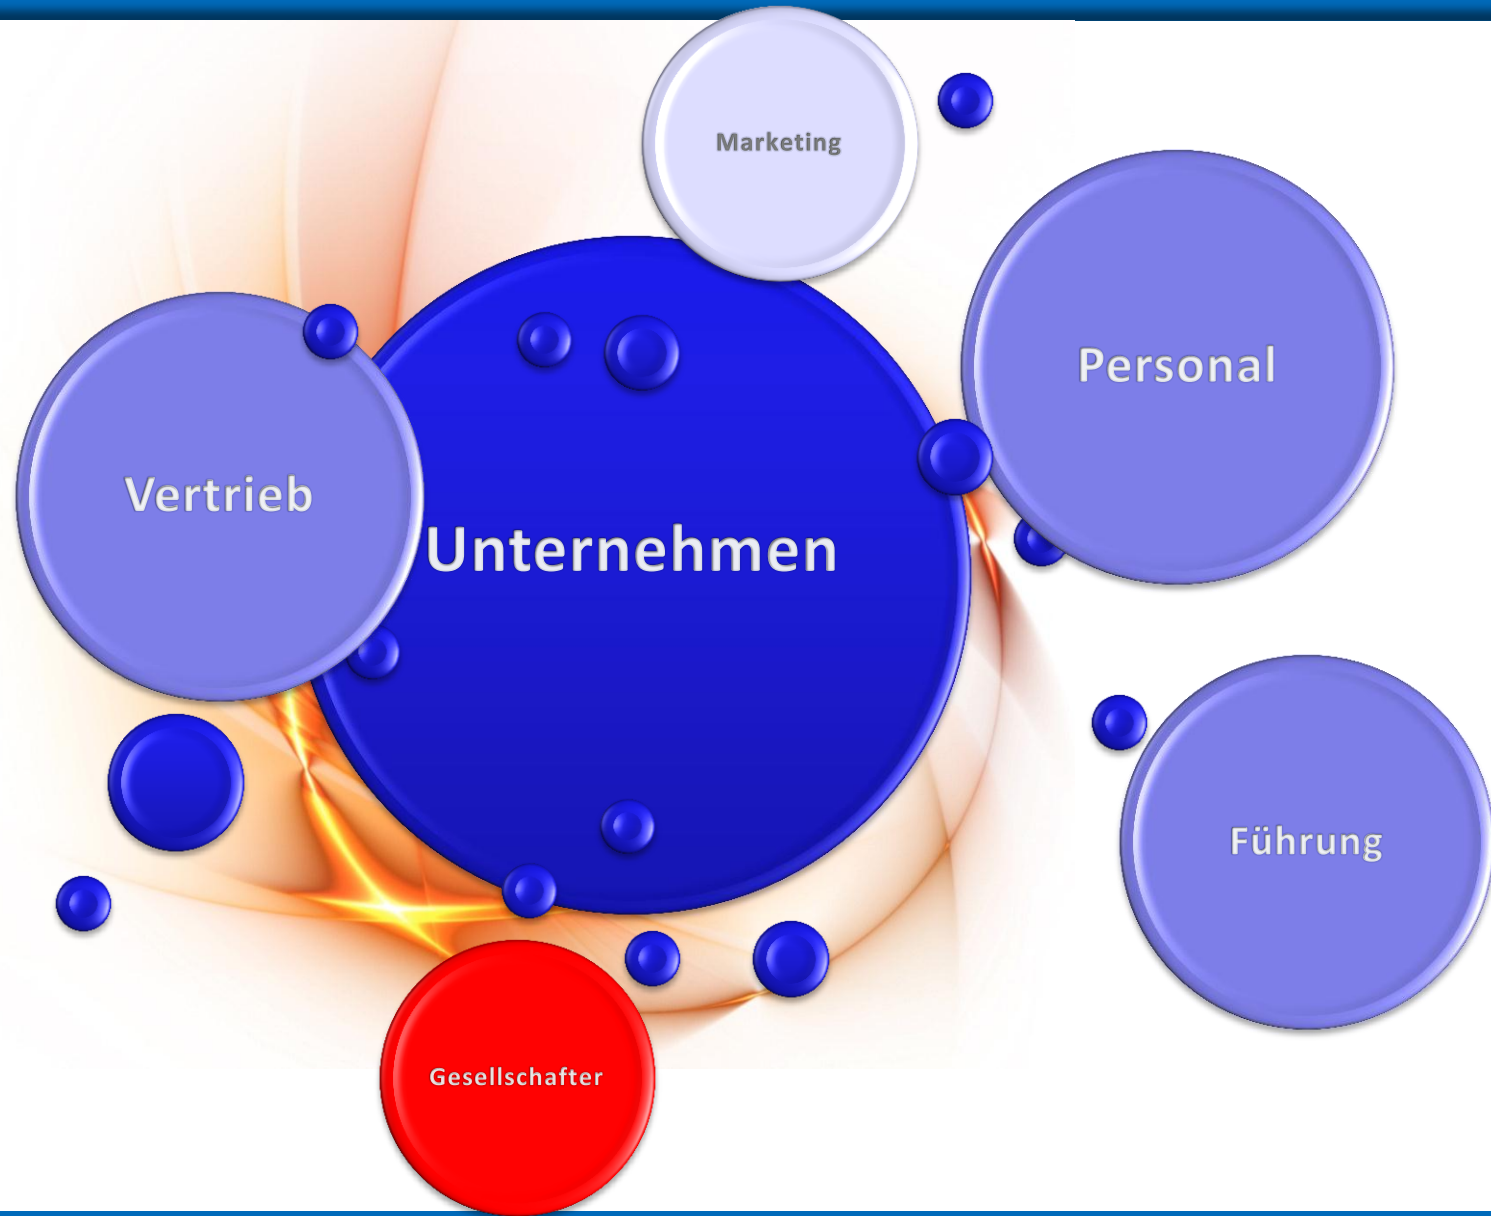 Marketing
Personal
Vertrieb
Unternehmen
Führung
Gesellschafter